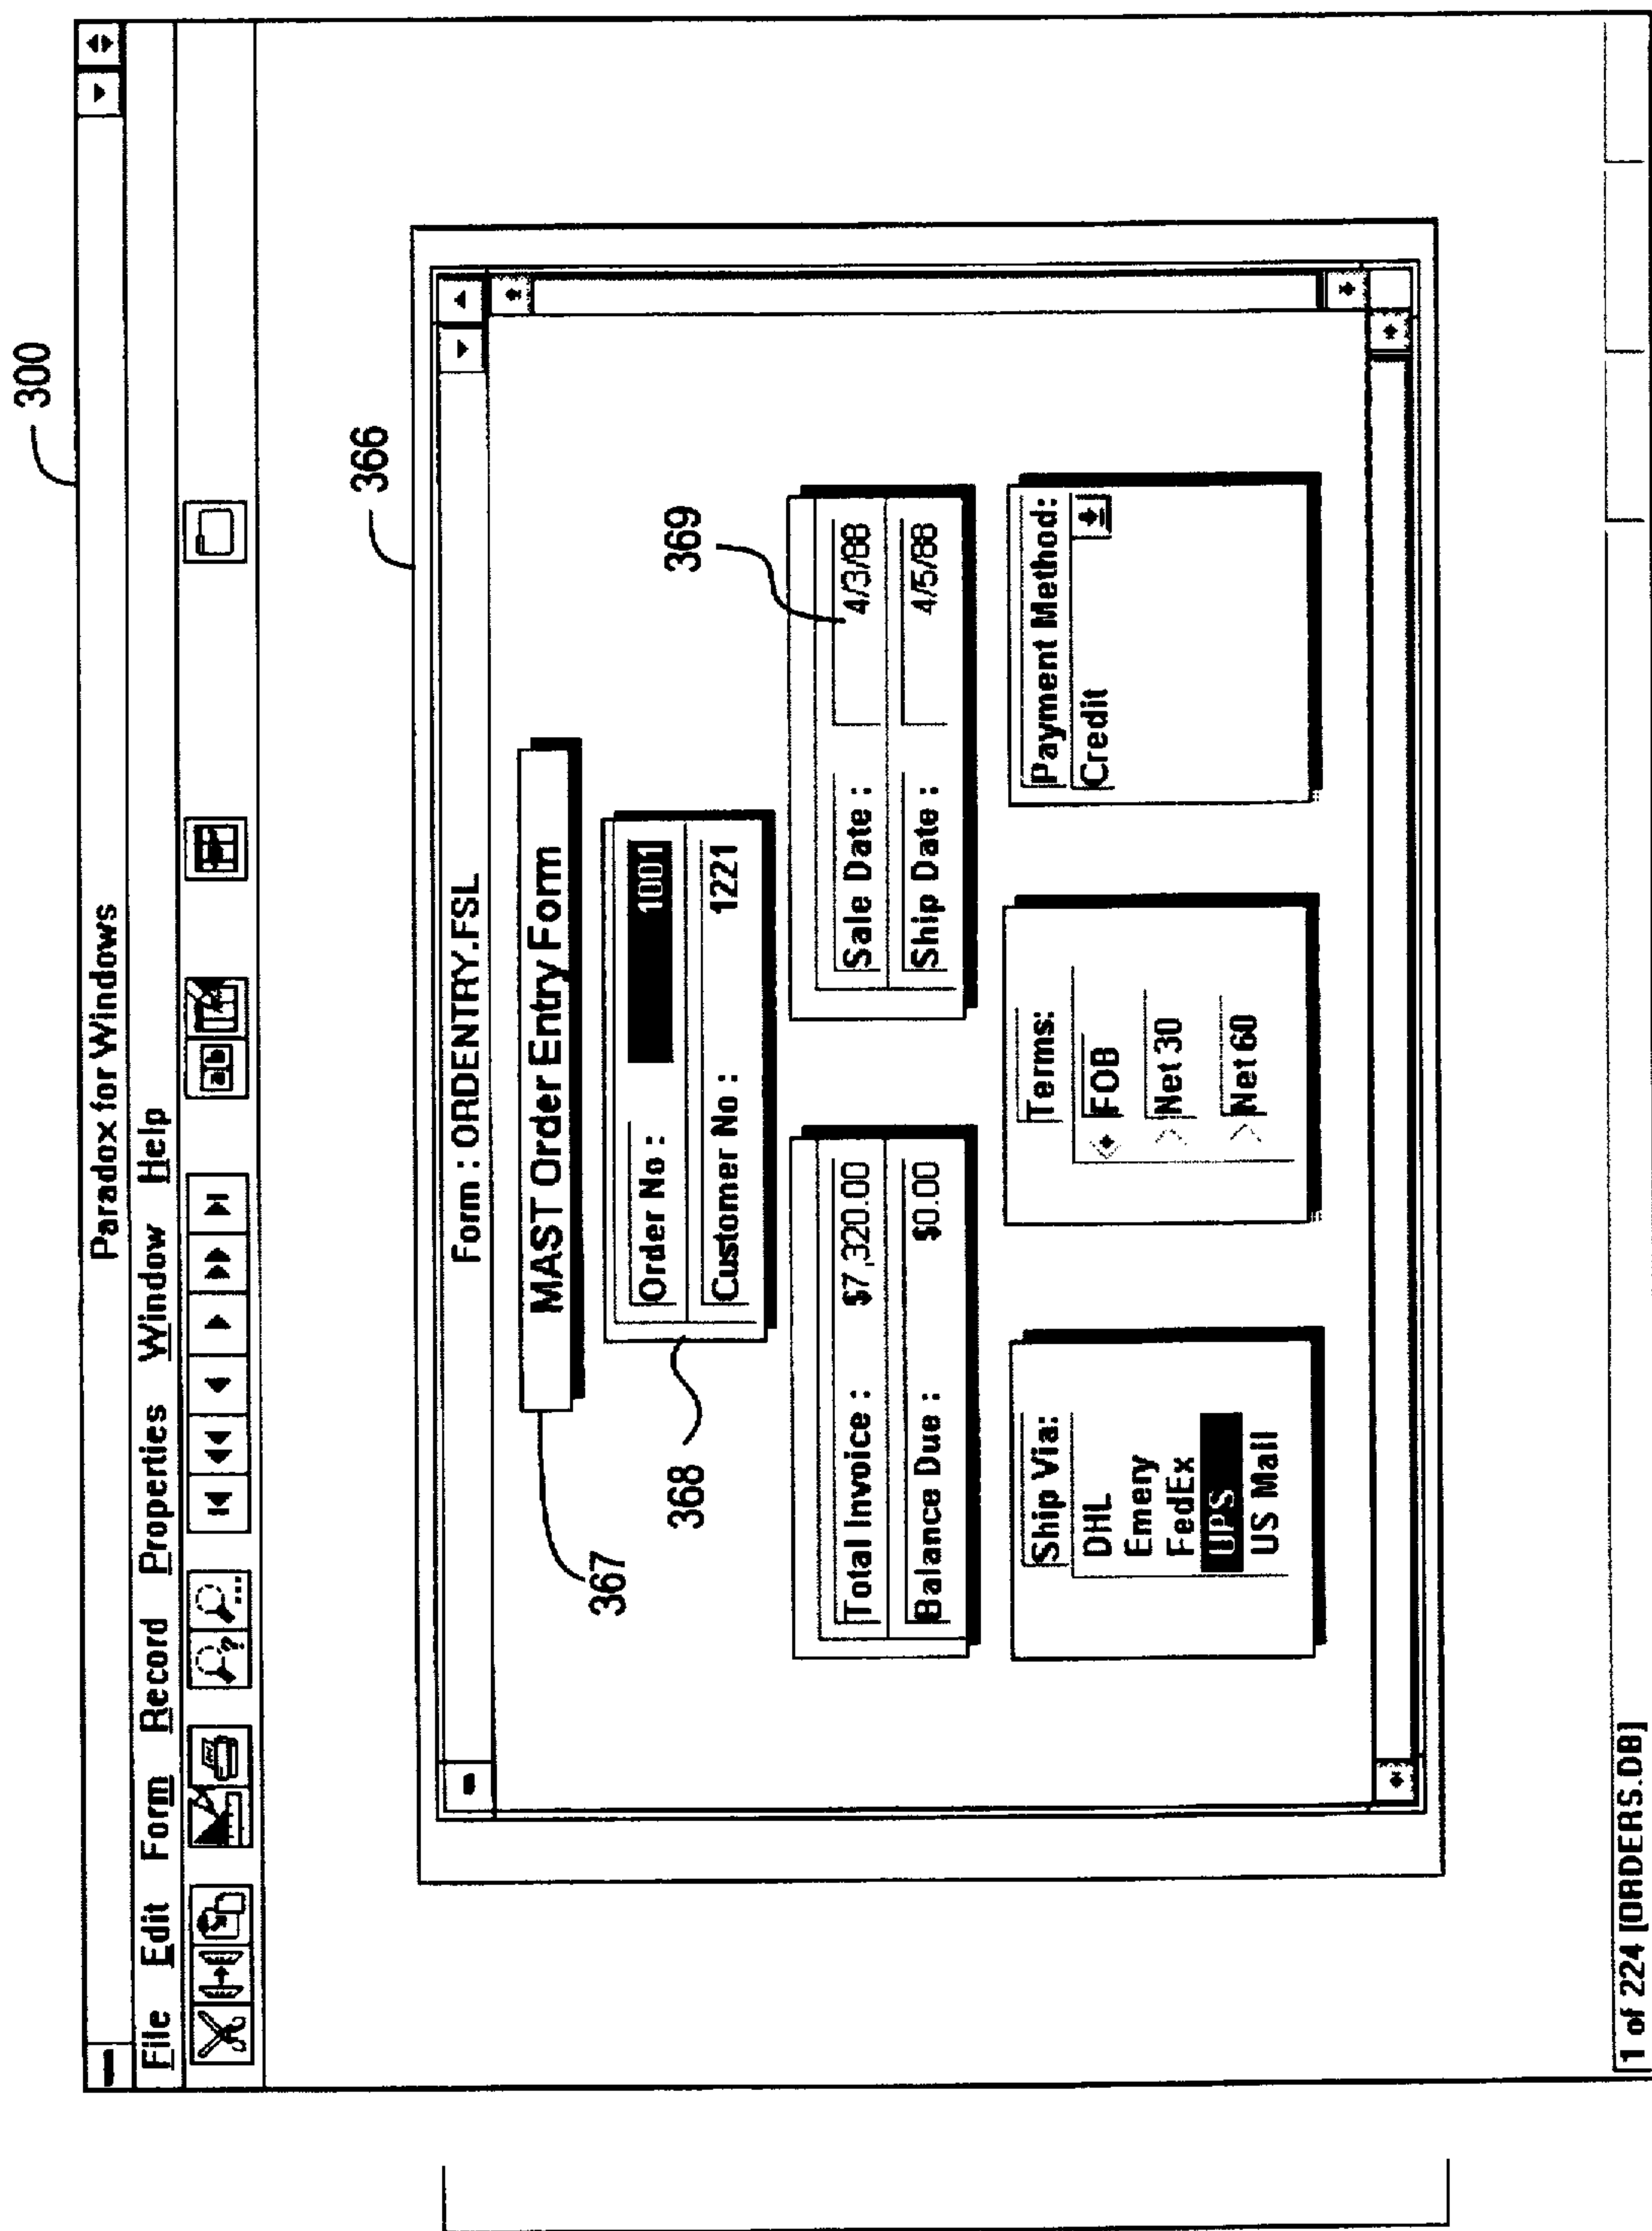 300
Paradox for Windows
File Edit Form Record Properties Window Help
366
Form : ORDENTRY.FSL
367
MAST Order Entry Form
368
Order No : 1001
Customer No : 1221
369
Total Invoice : $7,320.00
Balance Due : $0.00
Sale Date : 4/3/88
Ship Date : 4/5/88
Ship Via:
DHL
Emery
FedEx
UPS
US Mail
Terms:
FOB
Net 30
Net 60
Payment Method:
Credit
1 of 224 [ORDERS.DB]